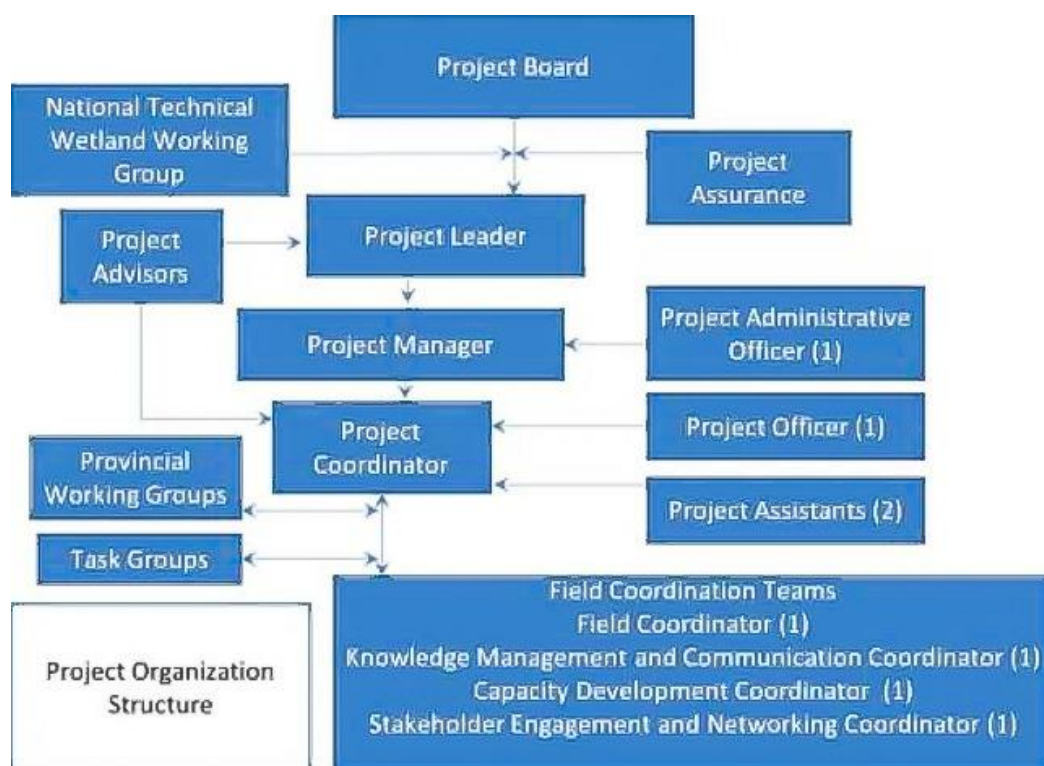 Project Board
National Technical
Wetland Working
Group
Project
Assurance
Project Leader
Project
Advisors
Project Manager
Project Administrative
Officer (1)
Project
Coordinator
Project Officer (1)
Provincial
Working Groups
Project Assistants (2)
Task Groups
Field Coordination Teams
Field Coordinator (1)
Knowledge Management and Communication Coordinator (1)
Capacity Development Coordinator (1)
Stakeholder Engagement and Networking Coordinator (1)
Project Organization
Structure